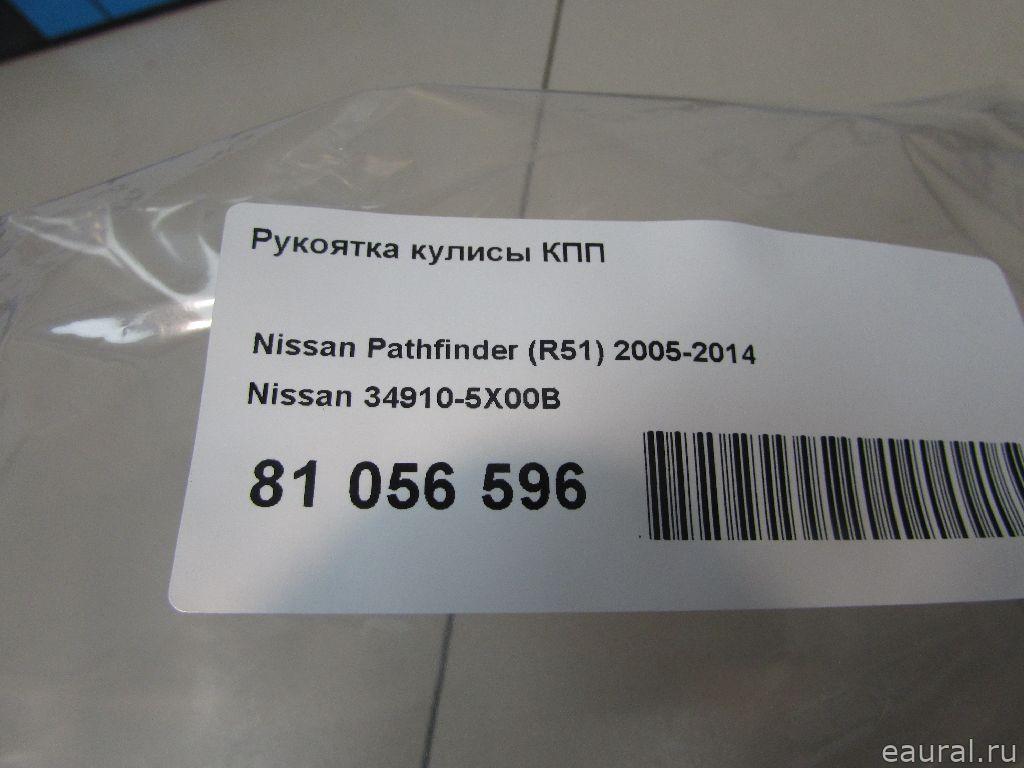 Рукоятка кулисы КПП
Nissan Pathfinder (R51) 2005-2014
Nissan 34910-5X00B
81 056 596
eaural.ru